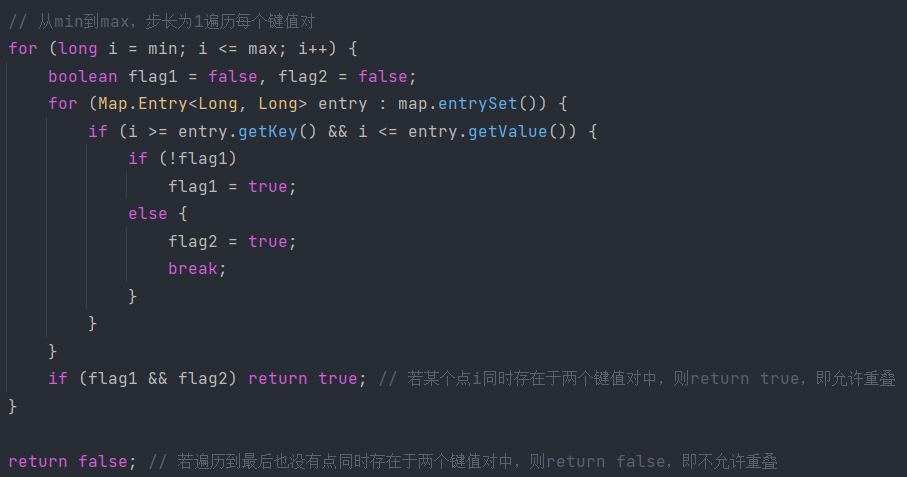 // 从min到max，步长为1遍历每个键值对
for (long i = min; i <= max; i++) {
    boolean flag1 = false, flag2 = false;
    for (Map.Entry<Long, Long> entry : map.entrySet()) {
        if (i >= entry.getKey() && i <= entry.getValue()) {
            if (!flag1)
                flag1 = true;
            else {
                flag2 = true;
                break;
            }
        }
    }
    if (flag1 && flag2) return true; // 若某个点i同时存在于两个键值对中，则return true，即允许重叠
}
return false; // 若遍历到最后也没有点同时存在于两个键值对中，则return false，即不允许重叠